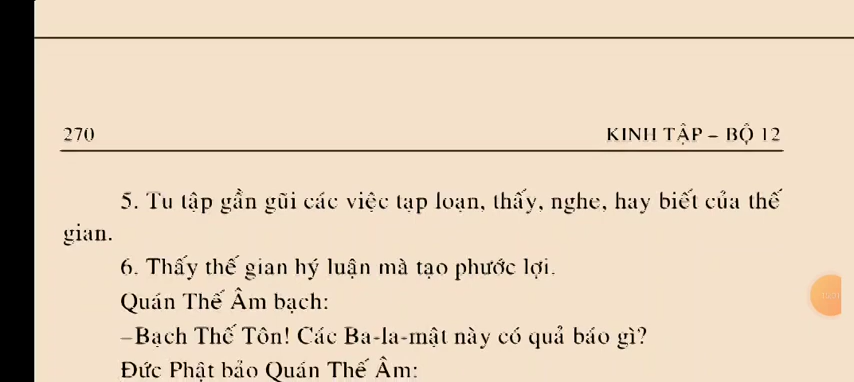 270 KINH TẬP – BỘ 12
5. Tu tập gần gũi các việc tạp loạn, thấy, nghe, hay biết của thế
gian.
6. Thấy thế gian hý luận mà tạo phước lợi.
Quán Thế Âm bạch:
–Bạch Thế Tôn! Các Ba-la-mật này có quả báo gì?
Đức Phật bảo Quán Thế Âm: